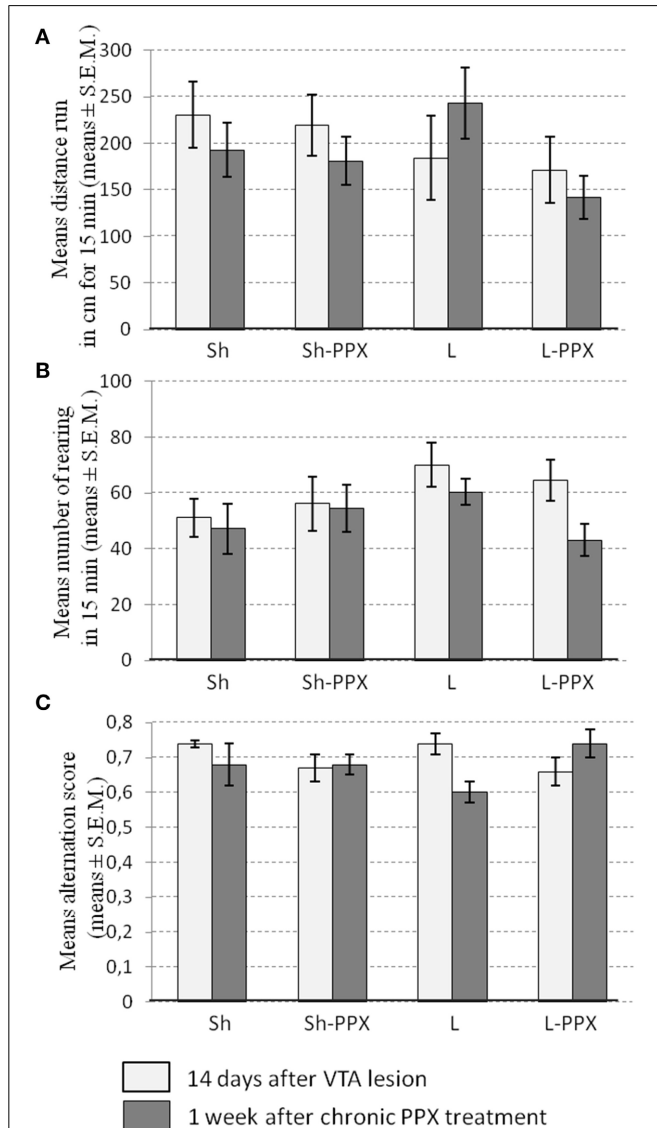 A
Means distance run
in cm for 15 min (means ± S.E.M.)
300
250
200
150
100
50
0
Sh Sh-PPX L L-PPX
B
Means number of rearing
in 15 min (means ± S.E.M.)
100
80
60
40
20
0
Sh Sh-PPX L L-PPX
C
Means alternation score
(means ± S.E.M.)
0,8
0,7
0,6
0,5
0,4
0,3
0,2
0,1
0
Sh Sh-PPX L L-PPX
14 days after VTA lesion
1 week after chronic PPX treatment